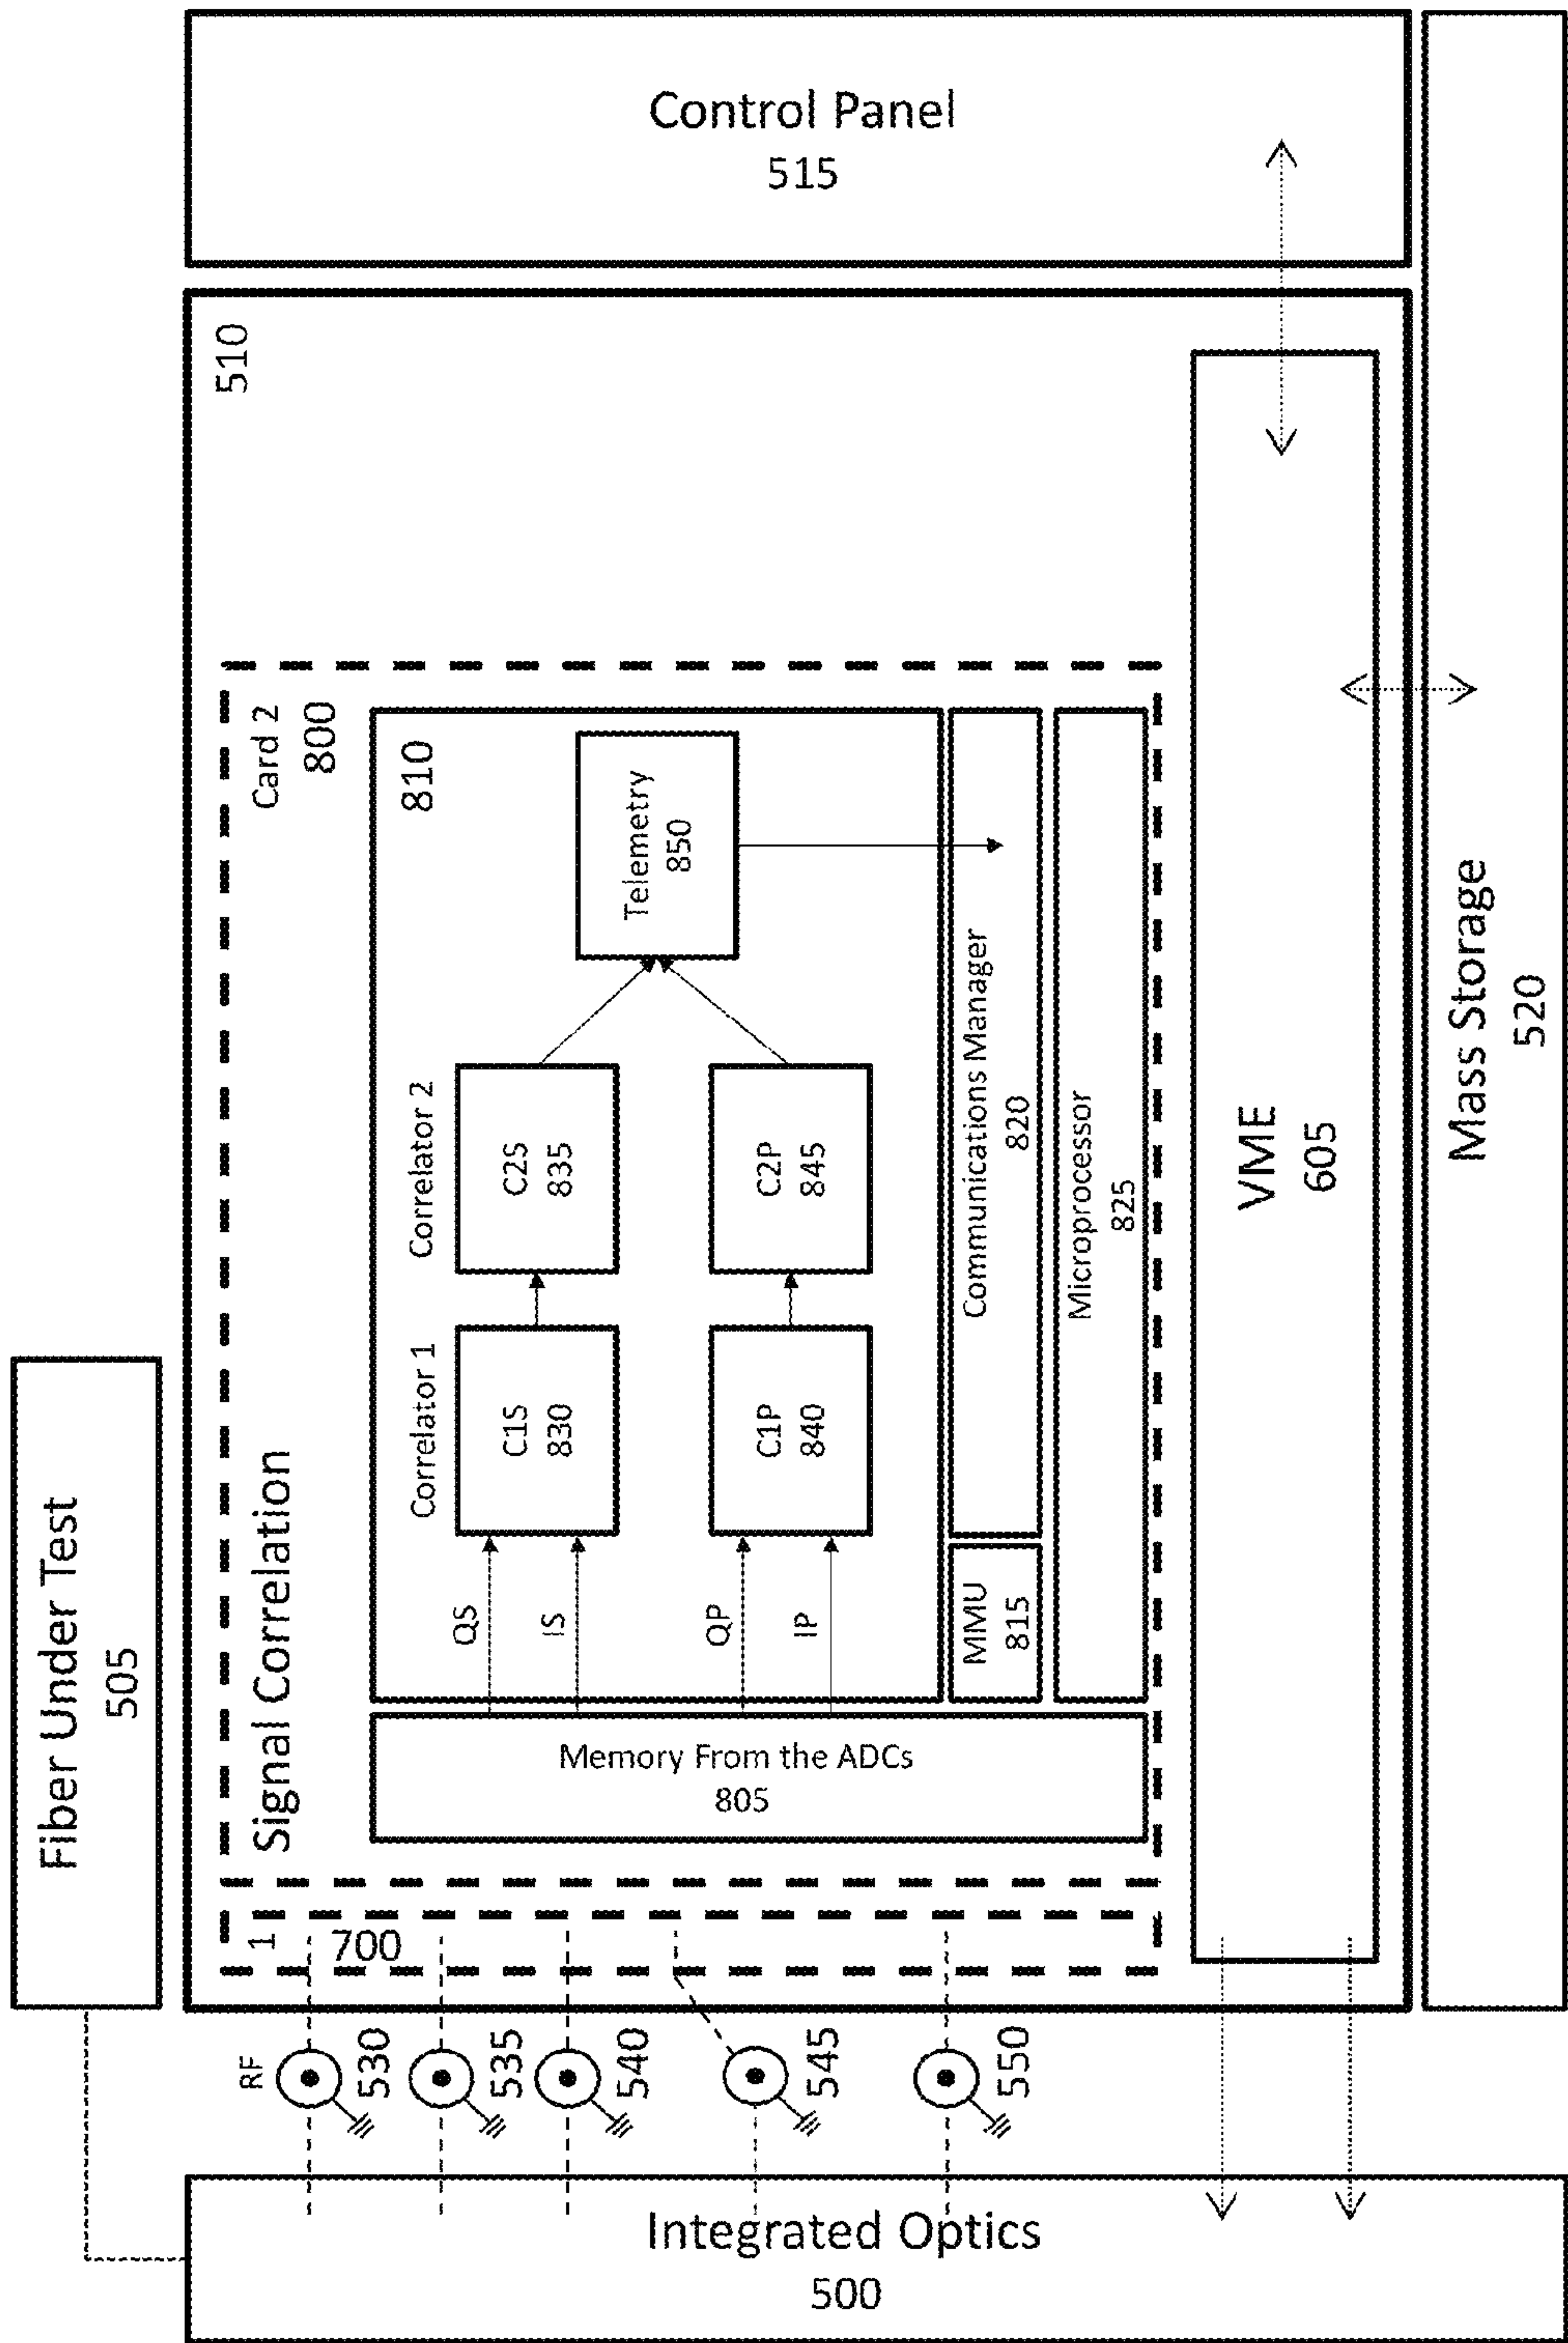 Fiber Under Test
505
510
Card 2
800
Signal Correlation
1
700
810
Correlator 1
Correlator 2
QS
IS
C1S
830
C2S
835
Telemetry
850
QP
IP
C1P
840
C2P
845
Memory From the ADCs
805
MMU
815
Communications Manager
820
Microprocessor
825
VME
605
Mass Storage
520
RF
530
535
540
545
550
Integrated Optics
500
Control Panel
515